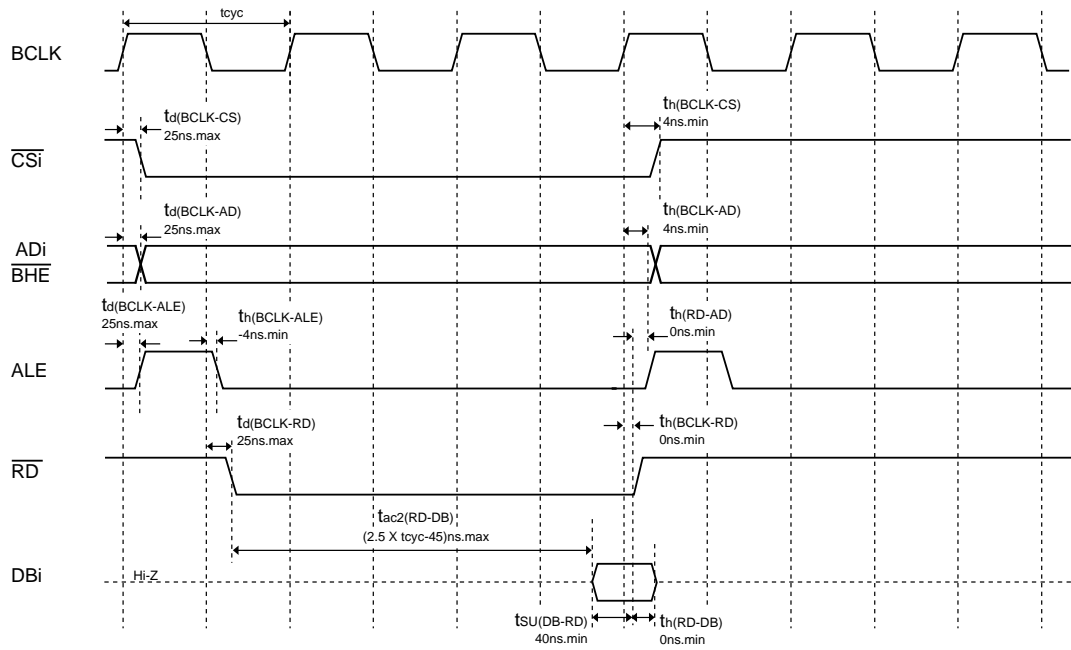 tcyc
BCLK
td(BCLK-CS)
25ns.max
th(BCLK-CS)
4ns.min
CSi
td(BCLK-AD)
25ns.max
th(BCLK-AD)
4ns.min
ADi
BHE
td(BCLK-ALE)
25ns.max
th(BCLK-ALE)
-4ns.min
th(RD-AD)
0ns.min
ALE
td(BCLK-RD)
25ns.max
th(BCLK-RD)
0ns.min
RD
tac2(RD-DB)
(2.5 X tcyc-45)ns.max
DBi
Hi-Z
tSU(DB-RD)
40ns.min
th(RD-DB)
0ns.min